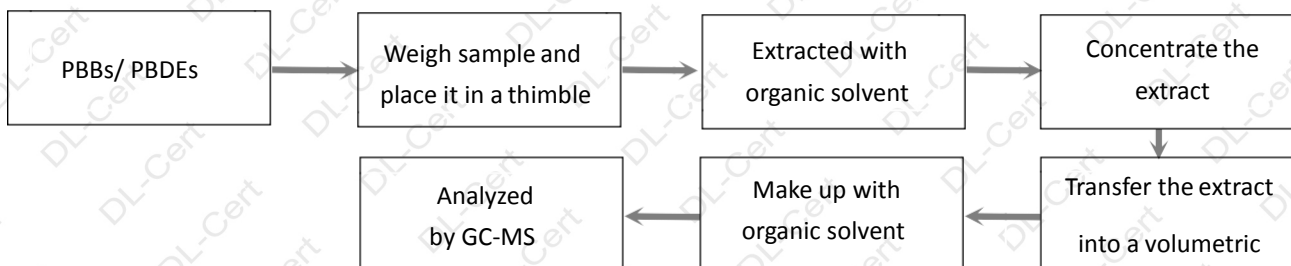 PBBs/ PBDEs
Weigh sample and
place it in a thimble
Extracted with
organic solvent
Concentrate the
extract
Transfer the extract
into a volumetric
Make up with
organic solvent
Analyzed
by GC-MS
DL-Cert